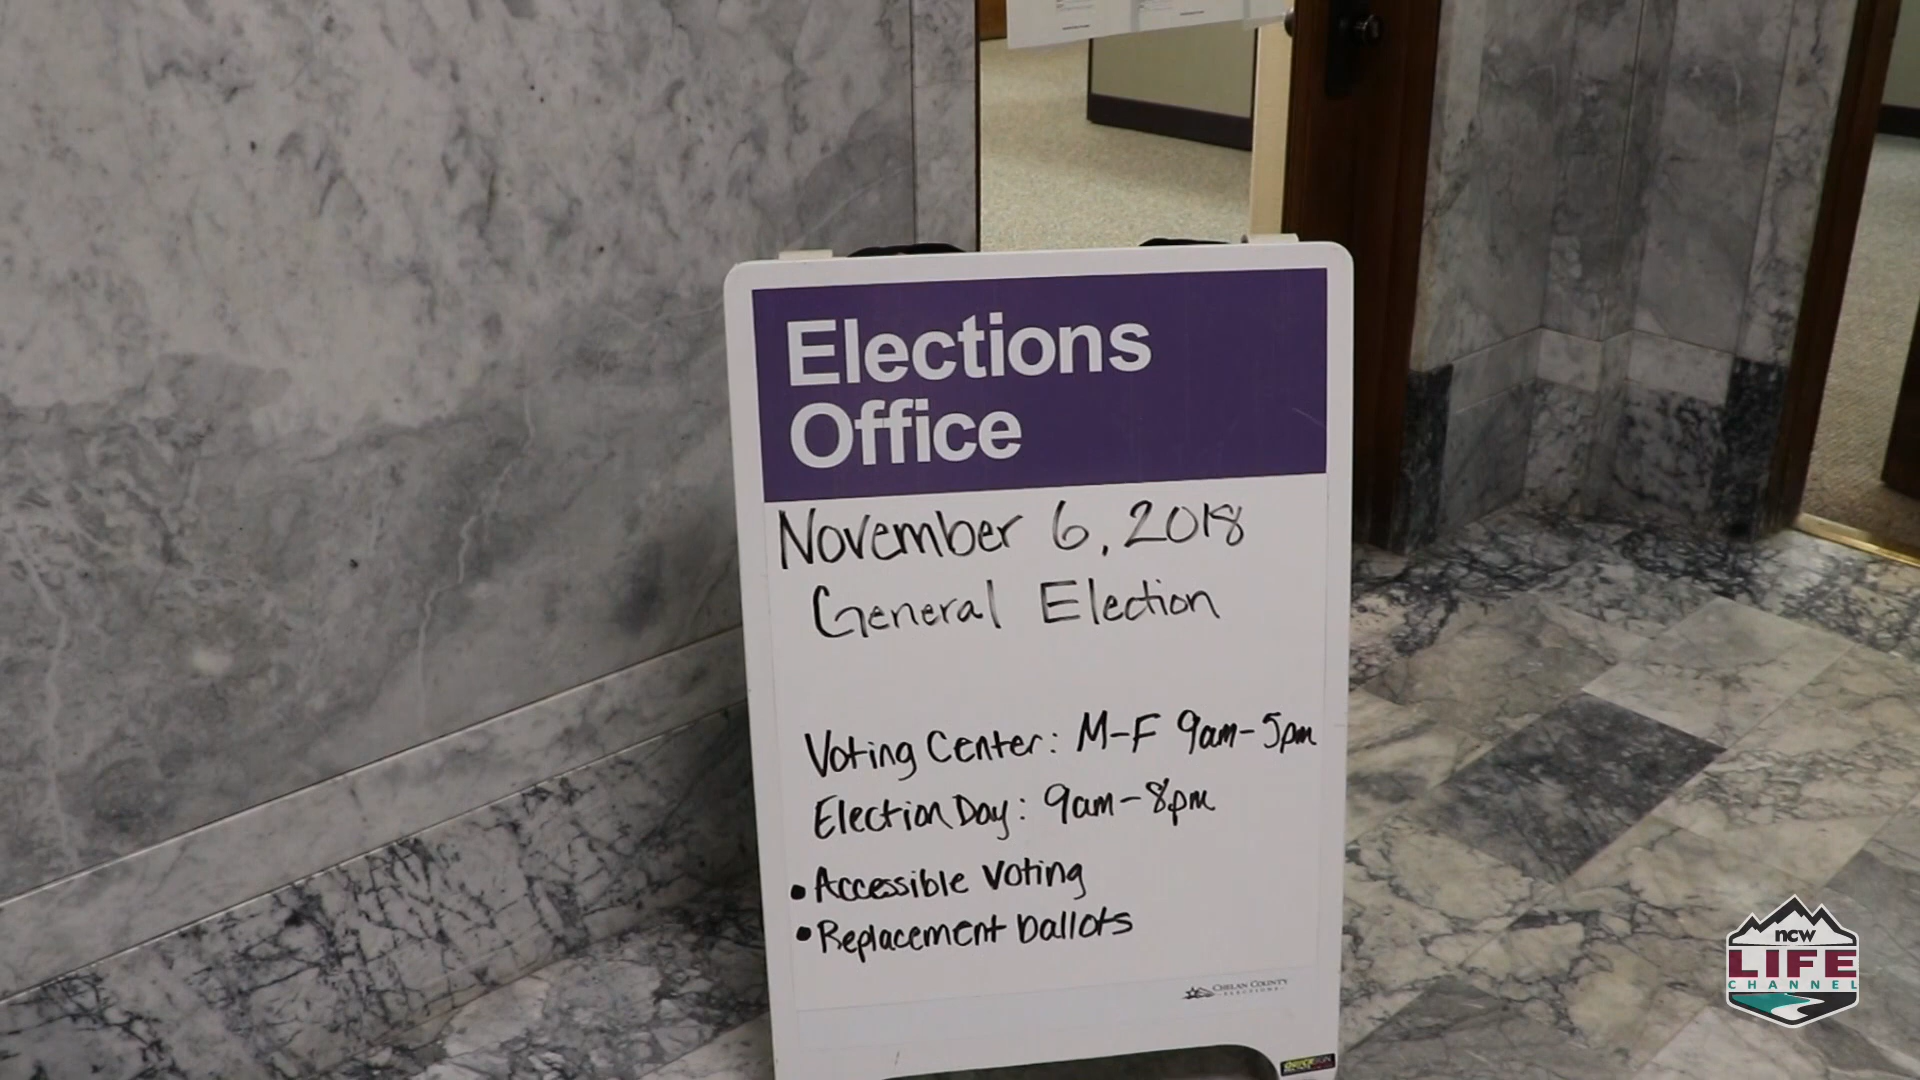 Elections
Office
November 6, 2018
General Election
Voting Center: M-F 9am-5pm
Election Day: 9am-8pm
• Accessible Voting
• Replacement ballots
CHELAN COUNTY
ELECTIONS
ncw
LIFE
CHANNEL